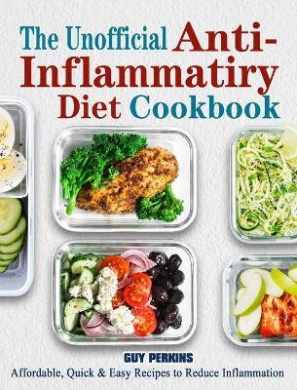 The Unofficial Anti-
Inflammatiry
Diet Cookbook
GUY PERKINS
Affordable, Quick & Easy Recipes to Reduce Inflammation